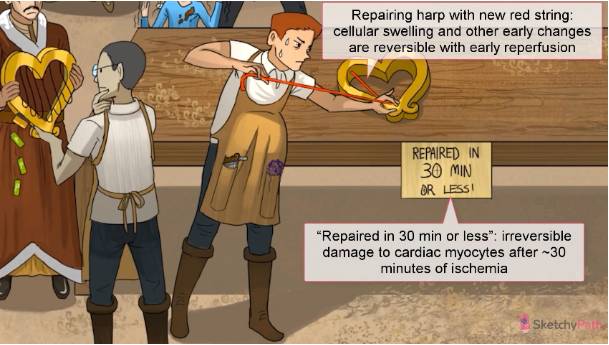 Repairing harp with new red string:
cellular swelling and other early changes
are reversible with early reperfusion
REPAIRED IN
30 MIN
OR LESS!
“Repaired in 30 min or less”: irreversible
damage to cardiac myocytes after ~30
minutes of ischemia
SketchyPath